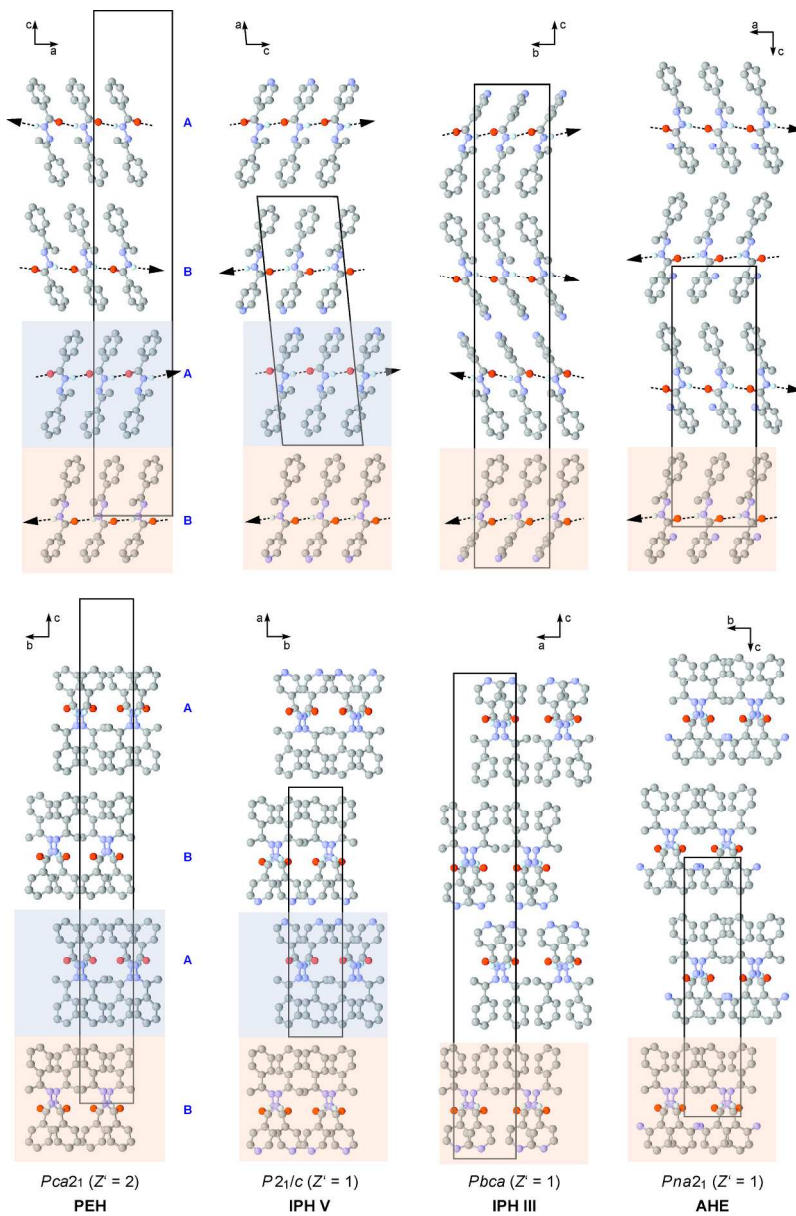 c
a
a
c
c
b
a
c
A
B
A
B
c
b
a
b
c
a
b
c
A
B
A
B
Pca2₁ (Z‘ = 2)
P2₁/c (Z‘ = 1)
Pbca (Z‘ = 1)
Pna2₁ (Z‘ = 1)
PEH
IPH V
IPH III
AHE